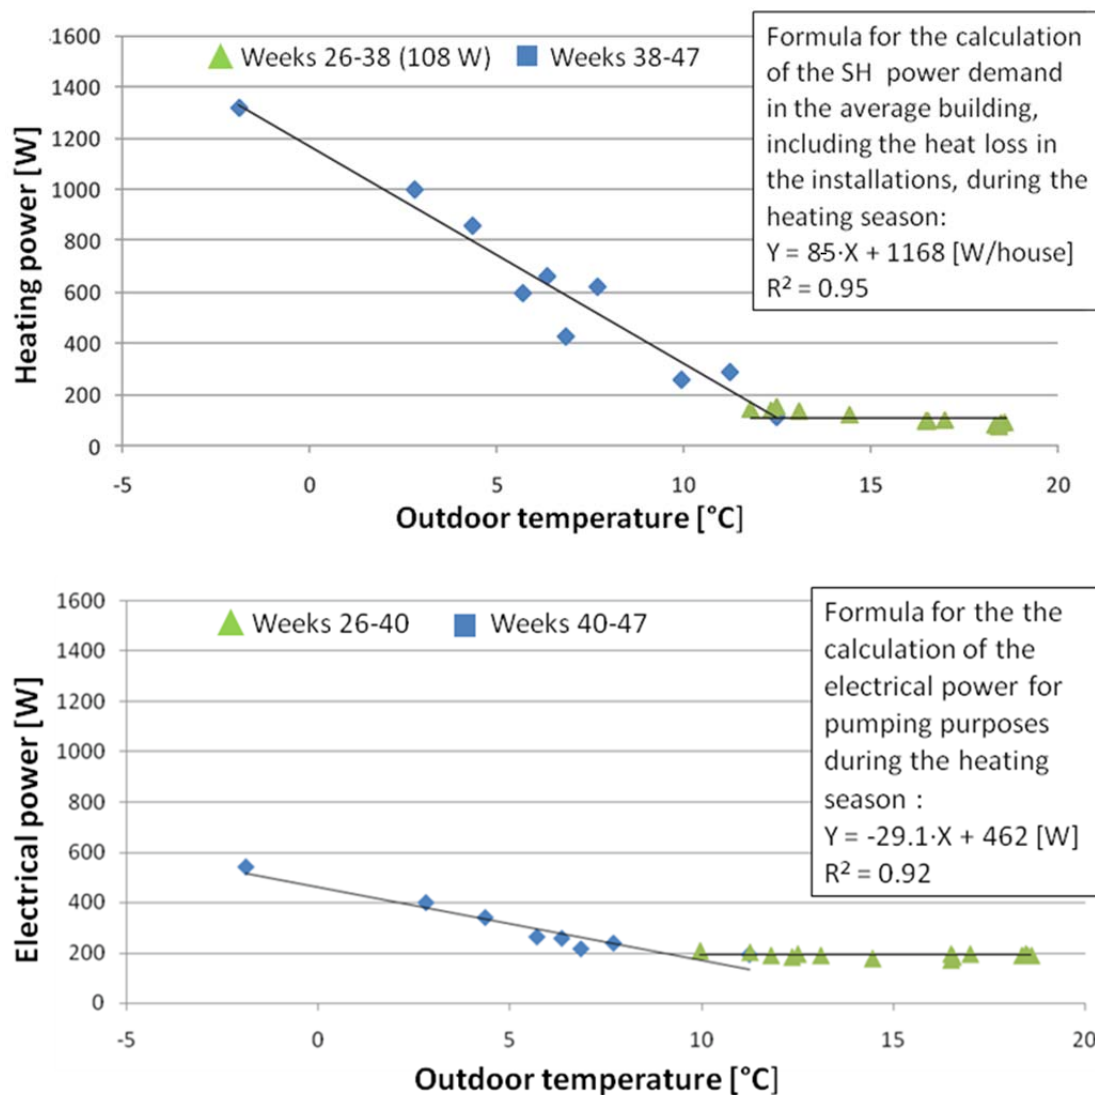 1600
1400
1200
1000
800
600
400
200
0
-5
0
5
10
15
20
Heating power [W]
Outdoor temperature [°C]
Weeks 26-38 (108 W)
Weeks 38-47
Formula for the calculation
of the SH power demand
in the average building,
including the heat loss in
the installations, during the
heating season:
Y = 85·X + 1168 [W/house]
R² = 0.95
1600
1400
1200
1000
800
600
400
200
0
-5
0
5
10
15
20
Electrical power [W]
Outdoor temperature [°C]
Weeks 26-40
Weeks 40-47
Formula for the the
calculation of the
electrical power for
pumping purposes
during the heating
season :
Y = -29.1·X + 462 [W]
R² = 0.92